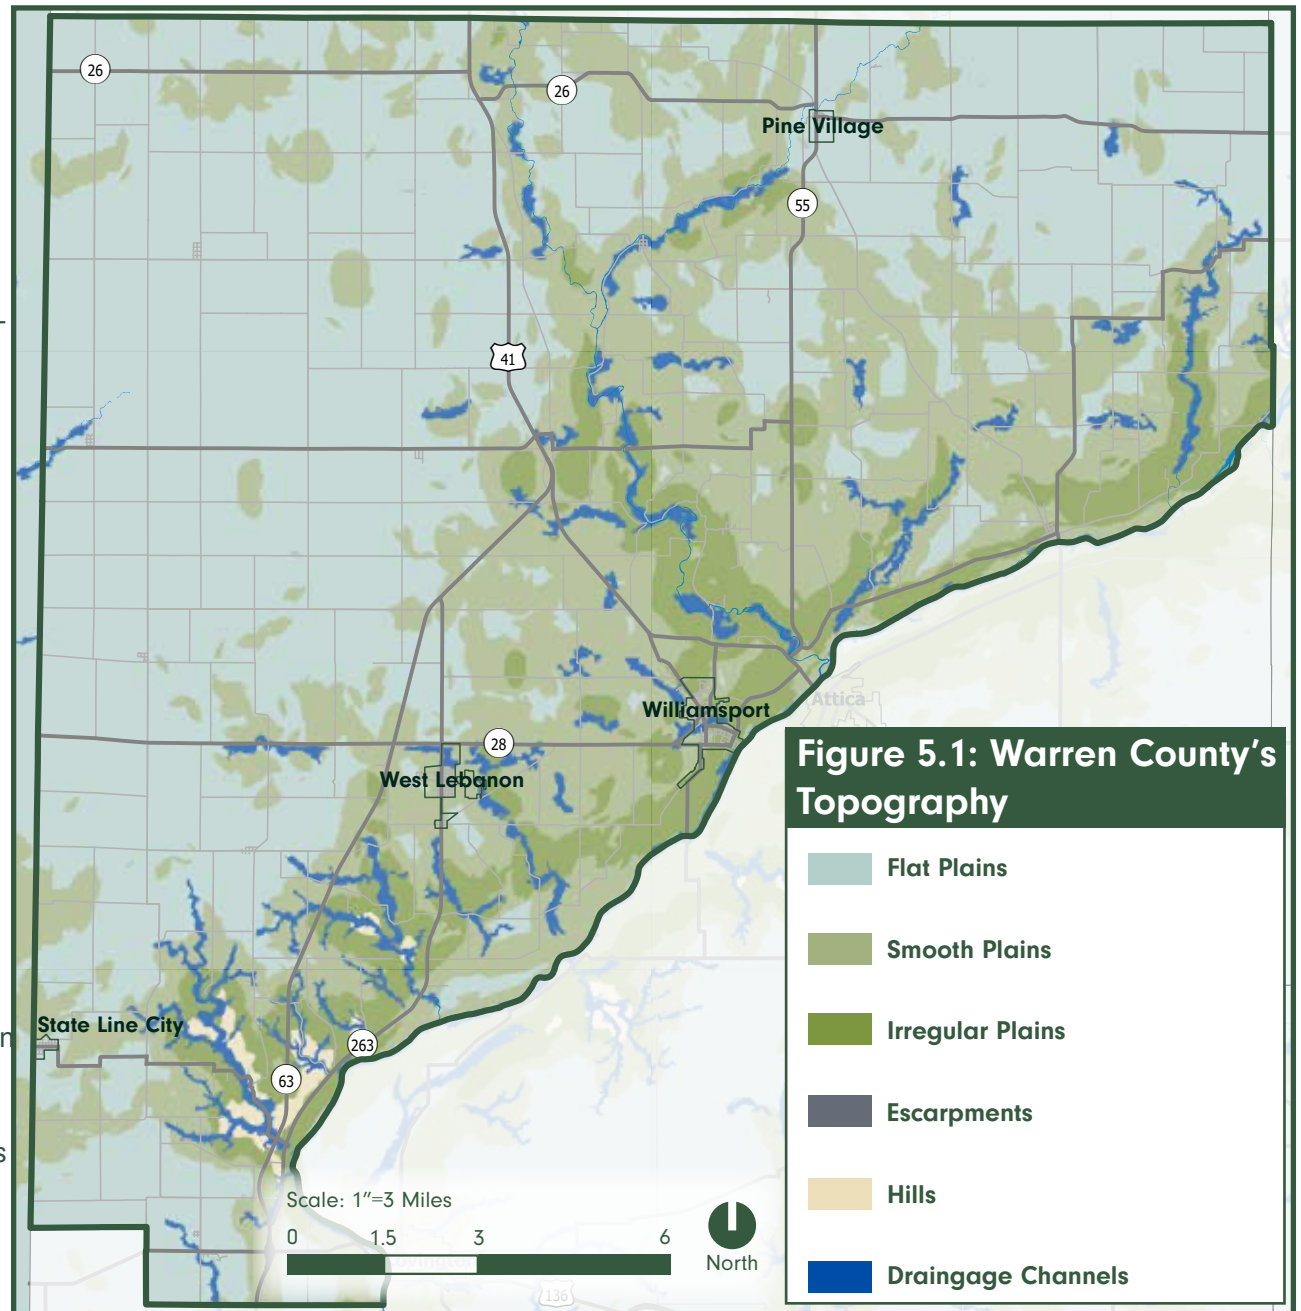 26
26
Pine Village
55
41
Attica
Williamsport
28
West Lebanon
State Line City
n
263
63
s
Figure 5.1: Warren County's
Topography
Flat Plains
Smooth Plains
Irregular Plains
Escarpments
Hills
Draingage Channels
Scale: 1"=3 Miles
0 1.5 3 6
North
Covington
136